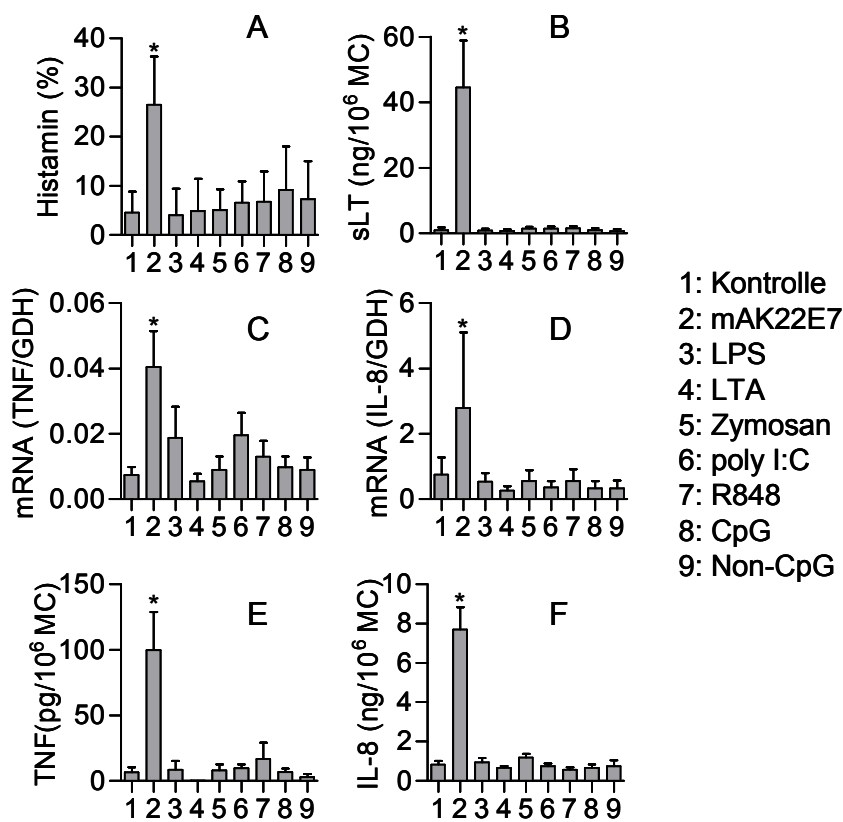 A
Histamin (%)
40
30
20
10
0
*
1 2 3 4 5 6 7 8 9
B
sLT (ng/10⁶ MC)
60
40
20
0
*
1 2 3 4 5 6 7 8 9
C
mRNA (TNF/GDH)
0.06
0.04
0.02
0.00
*
1 2 3 4 5 6 7 8 9
D
mRNA (IL-8/GDH)
6
4
2
0
*
1 2 3 4 5 6 7 8 9
E
TNF(pg/10⁶ MC)
150
100
50
0
*
1 2 3 4 5 6 7 8 9
F
IL-8 (ng/10⁶ MC)
10
8
6
4
2
0
*
1 2 3 4 5 6 7 8 9
1: Kontrolle
2: mAK22E7
3: LPS
4: LTA
5: Zymosan
6: poly I:C
7: R848
8: CpG
9: Non-CpG